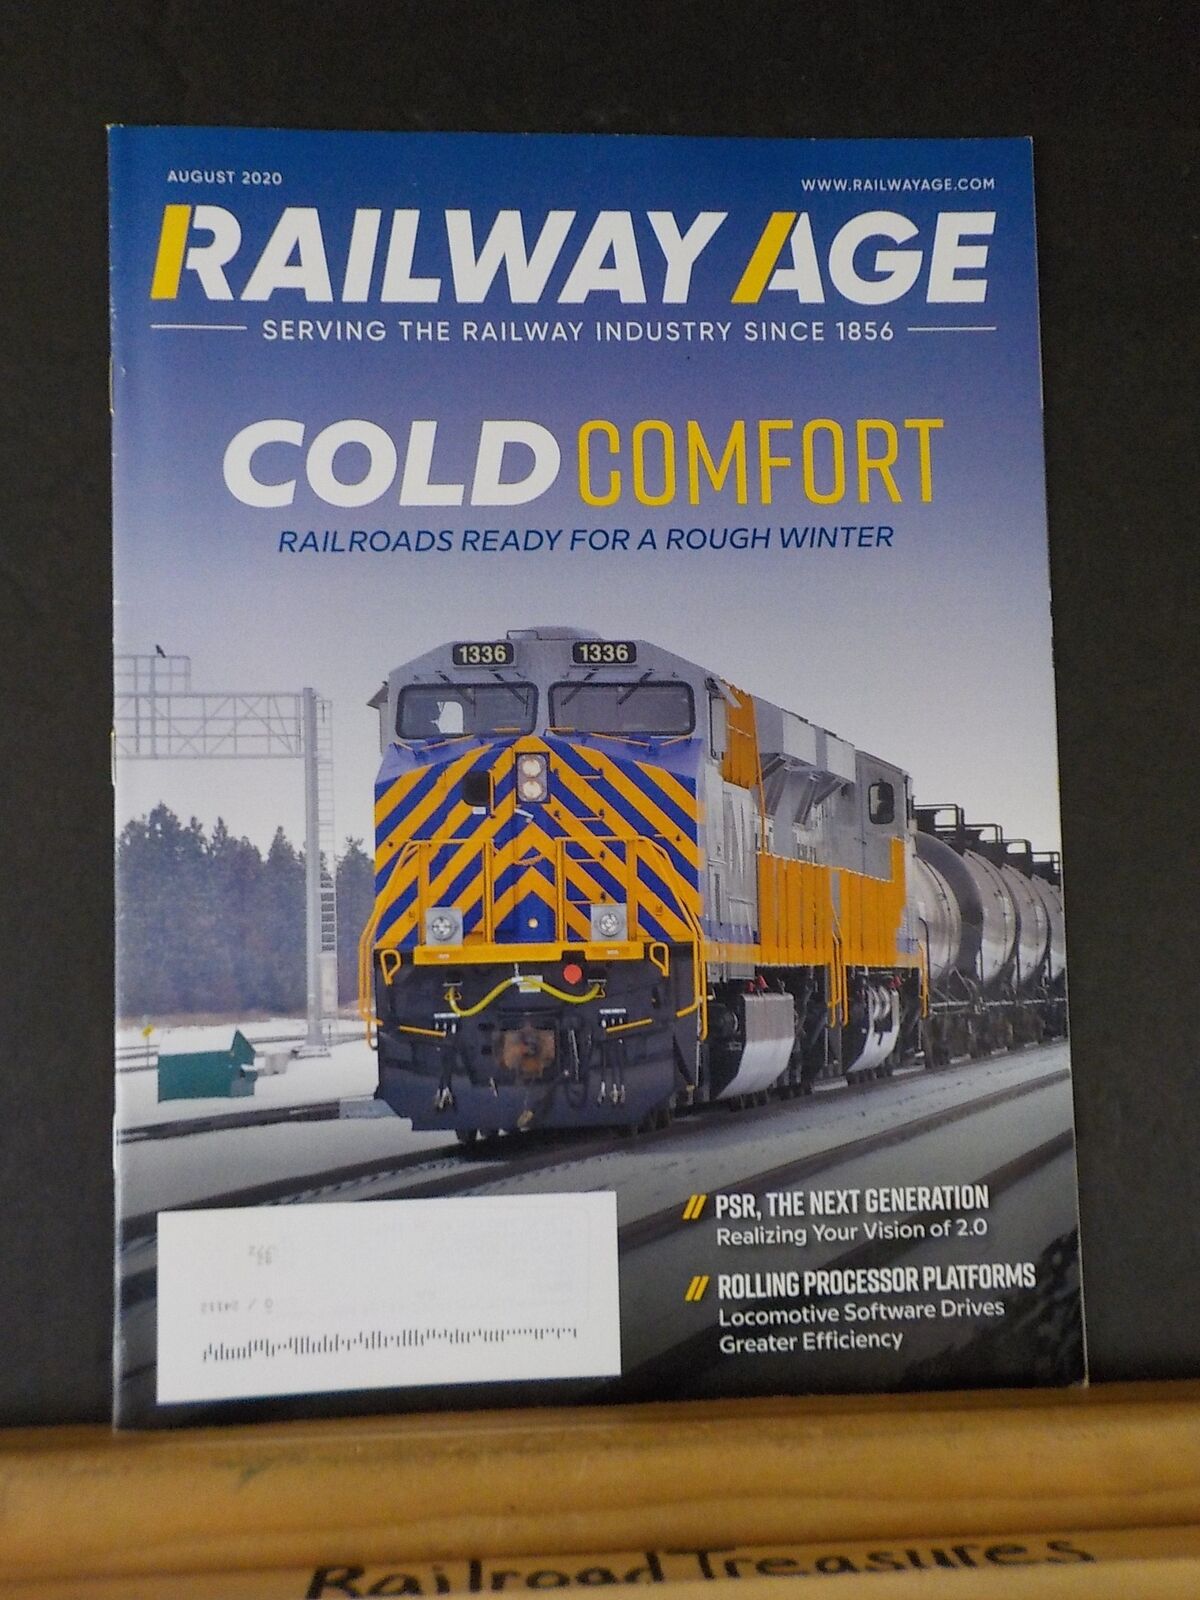 AUGUST 2020
WWW.RAILWAYAGE.COM
RAILWAY AGE
SERVING THE RAILWAY INDUSTRY SINCE 1856
COLD COMFORT
RAILROADS READY FOR A ROUGH WINTER
1336 1336
// PSR, THE NEXT GENERATION
Realizing Your Vision of 2.0
// ROLLING PROCESSOR PLATFORMS
Locomotive Software Drives
Greater Efficiency
Railroad Treasures